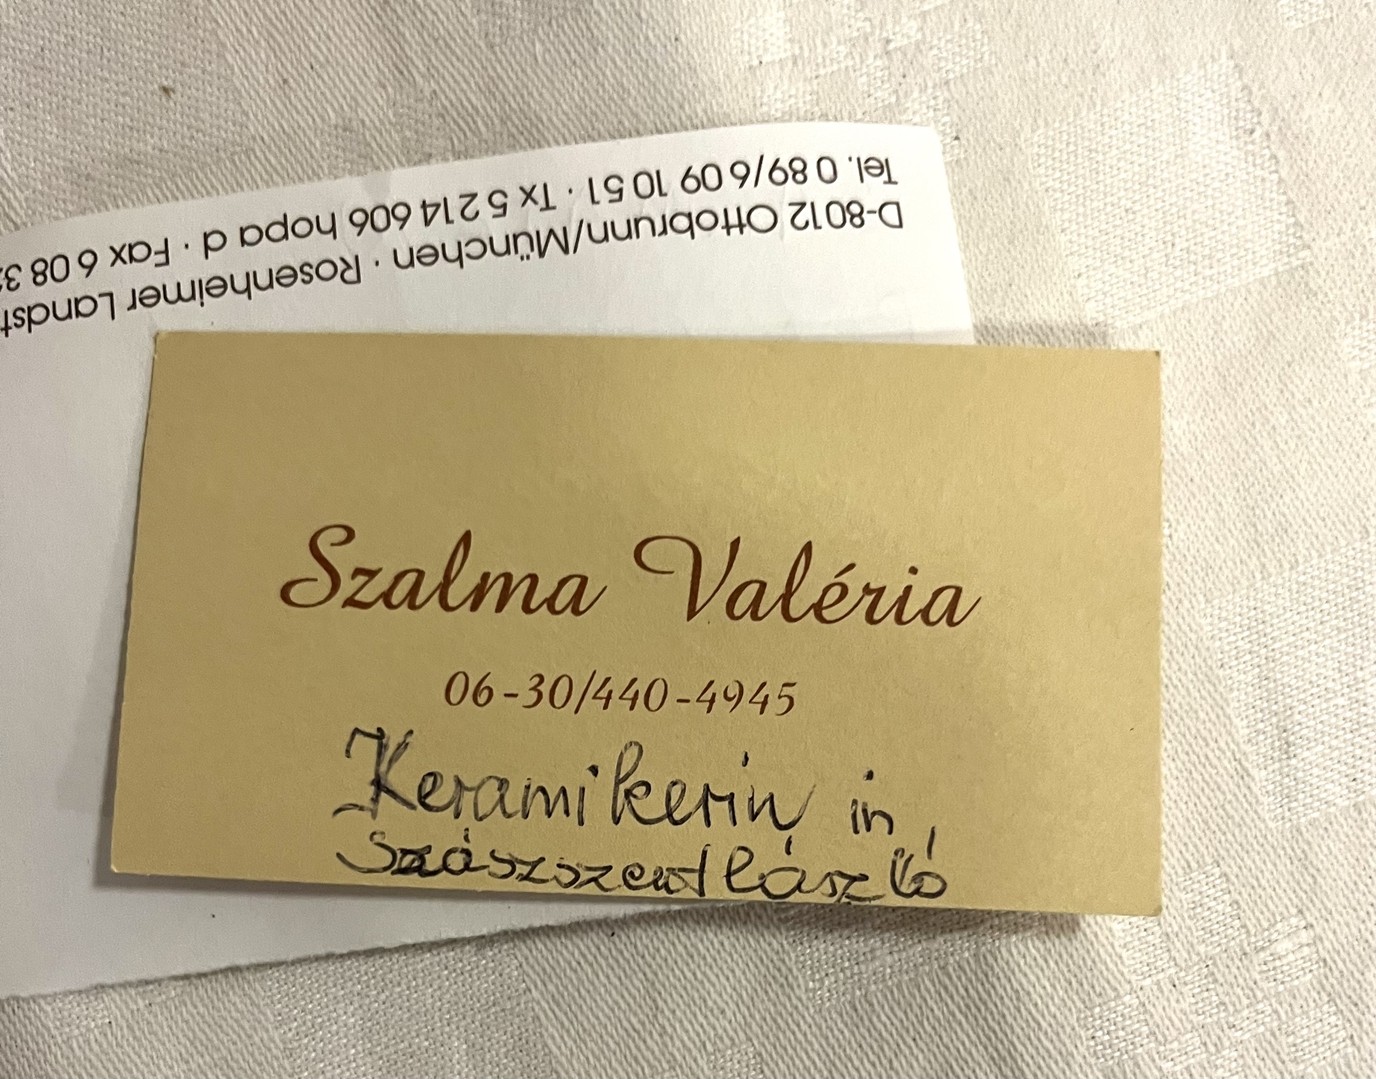 Tel. 0 89/6 09 10 51 · Tx 5 214 606 hopa d · Fax 6 08 3
D-8012 Ottobrunn/München · Rosenheimer Landst
Szalma Valéria
06-30/440-4945
Keramikerin in